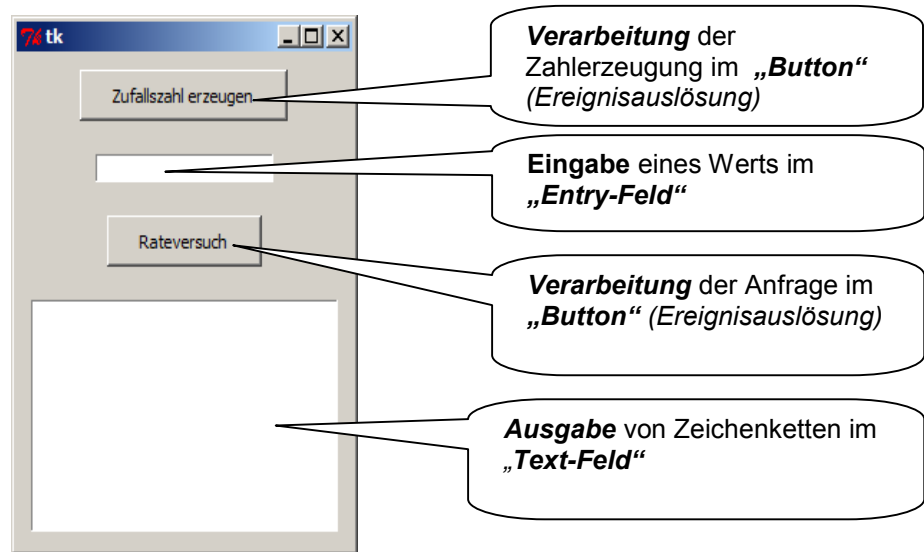 tk
Zufallszahl erzeugen
Rateversuch
Verarbeitung der
Zahlerzeugung im „Button“
(Ereignisauslösung)
Eingabe eines Werts im
„Entry-Feld“
Verarbeitung der Anfrage im
„Button“ (Ereignisauslösung)
Ausgabe von Zeichenketten im
„Text-Feld“